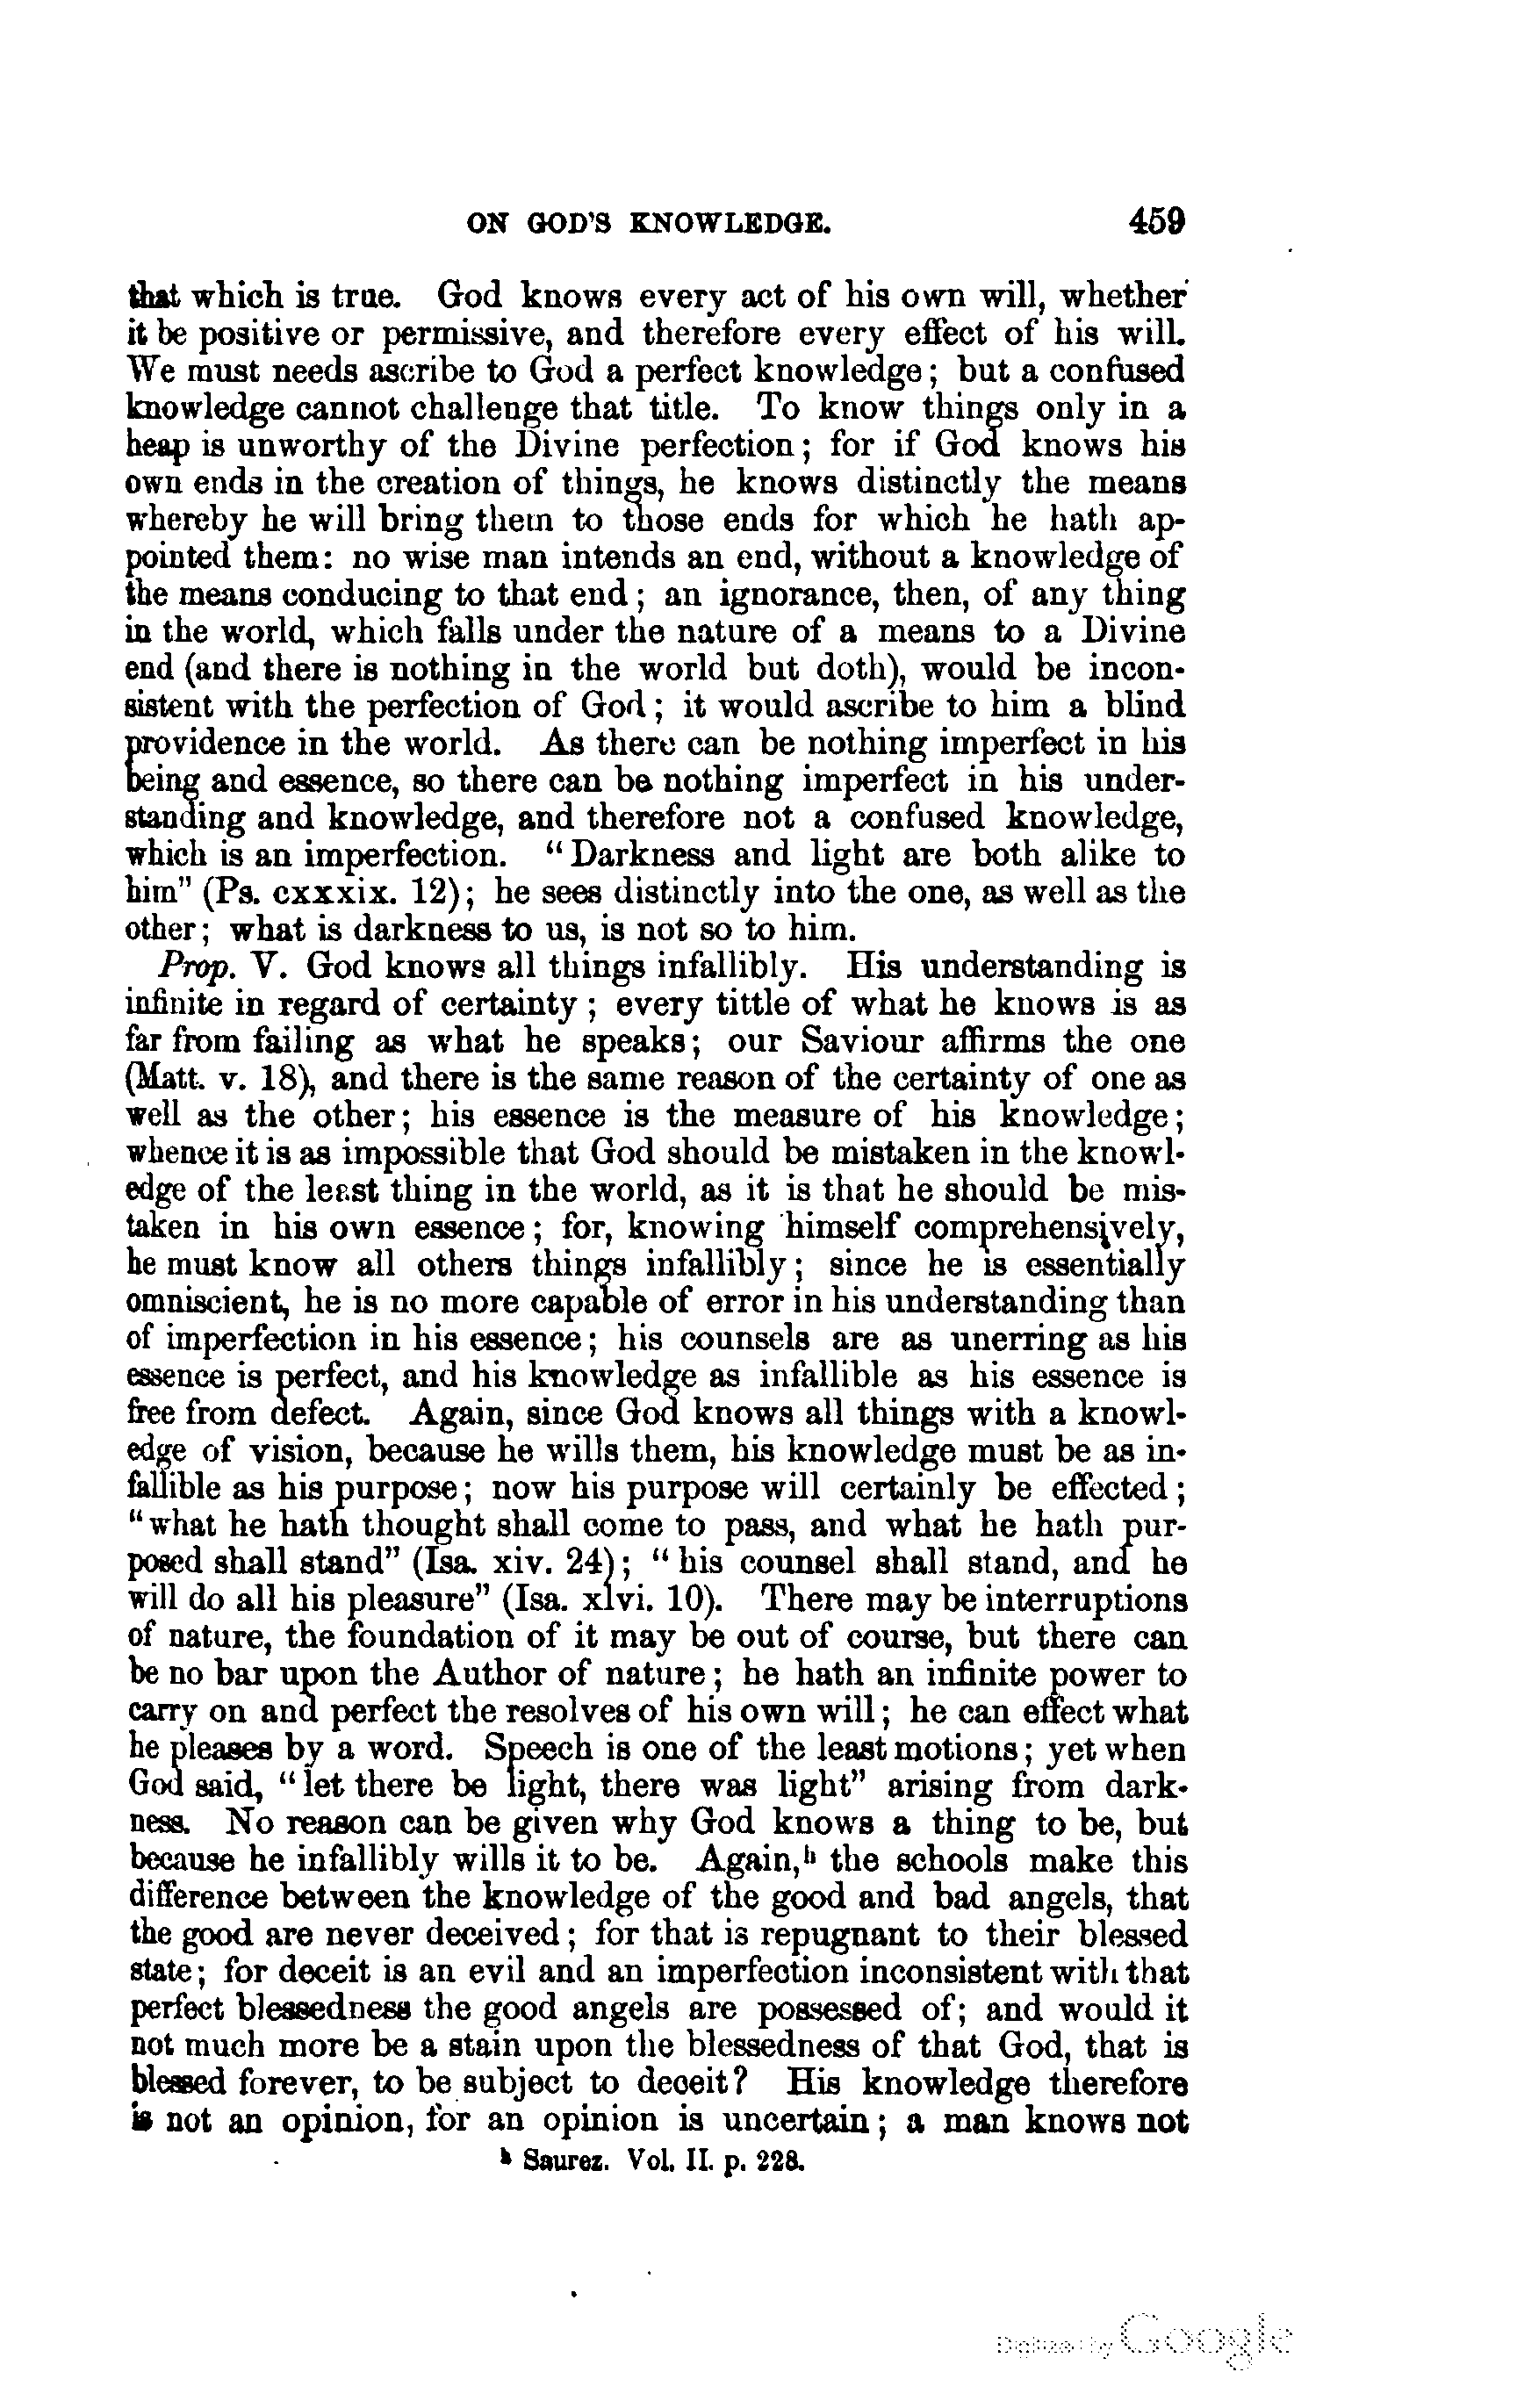 ON GOD'S KNOWLEDGE. 459
that which is true. God knows every act of his own will, whether
it be positive or permissive, and therefore every effect of his will.
We must needs ascribe to God a perfect knowledge; but a confused
knowledge cannot challenge that title. To know things only in a
heap is unworthy of the Divine perfection; for if God knows his
own ends in the creation of things, he knows distinctly the means
whereby he will bring them to those ends for which he hath ap-
pointed them: no wise man intends an end, without a knowledge of
the means conducing to that end; an ignorance, then, of any thing
in the world, which falls under the nature of a means to a Divine
end (and there is nothing in the world but doth), would be incon-
sistent with the perfection of God; it would ascribe to him a blind
providence in the world. As there can be nothing imperfect in his
being and essence, so there can be nothing imperfect in his under-
standing and knowledge, and therefore not a confused knowledge,
which is an imperfection. "Darkness and light are both alike to
him" (Ps. cxxxix. 12); he sees distinctly into the one, as well as the
other; what is darkness to us, is not so to him.
Prop. V. God knows all things infallibly. His understanding is
infinite in regard of certainty; every tittle of what he knows is as
far from failing as what he speaks; our Saviour affirms the one
(Matt. v. 18), and there is the same reason of the certainty of one as
well as the other; his essence is the measure of his knowledge;
whence it is as impossible that God should be mistaken in the knowl-
edge of the least thing in the world, as it is that he should be mis-
taken in his own essence; for, knowing himself comprehensively,
he must know all others things infallibly; since he is essentially
omniscient, he is no more capable of error in his understanding than
of imperfection in his essence; his counsels are as unerring as his
essence is perfect, and his knowledge as infallible as his essence is
free from defect. Again, since God knows all things with a knowl-
edge of vision, because he wills them, his knowledge must be as in-
fallible as his purpose; now his purpose will certainly be effected;
"what he hath thought shall come to pass, and what he hath pur-
posed shall stand" (Isa. xiv. 24); "his counsel shall stand, and he
will do all his pleasure" (Isa. xlvi. 10). There may be interruptions
of nature, the foundation of it may be out of course, but there can
be no bar upon the Author of nature; he hath an infinite power to
carry on and perfect the resolves of his own will; he can effect what
he pleases by a word. Speech is one of the least motions; yet when
God said, "let there be light, there was light" arising from dark-
ness. No reason can be given why God knows a thing to be, but
because he infallibly wills it to be. Again,ʰ the schools make this
difference between the knowledge of the good and bad angels, that
the good are never deceived; for that is repugnant to their blessed
state; for deceit is an evil and an imperfection inconsistent with that
perfect blessedness the good angels are possessed of; and would it
not much more be a stain upon the blessedness of that God, that is
blessed forever, to be subject to deceit? His knowledge therefore
is not an opinion, for an opinion is uncertain; a man knows not
ʰ Saurez. Vol. II. p. 228.
Digitized by Google